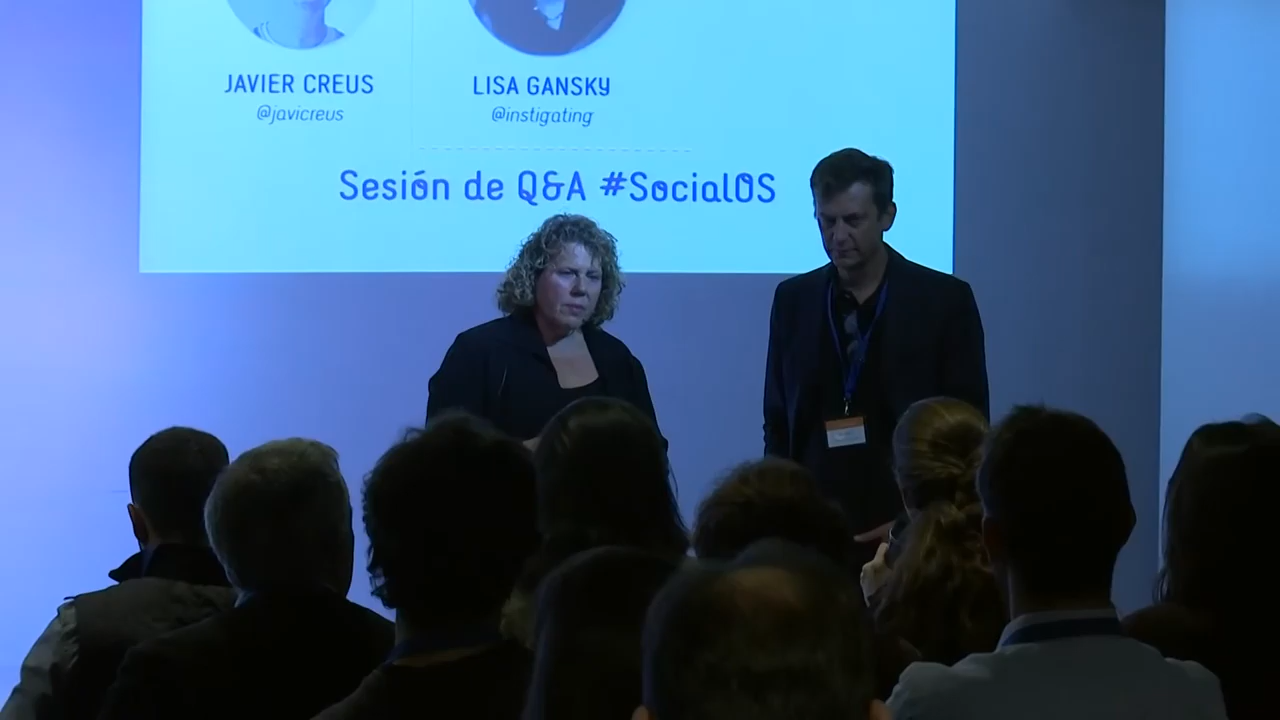 JAVIER CREUS
@javicreus
LISA GANSKY
@instigating
Sesión de Q&A #SocialOS